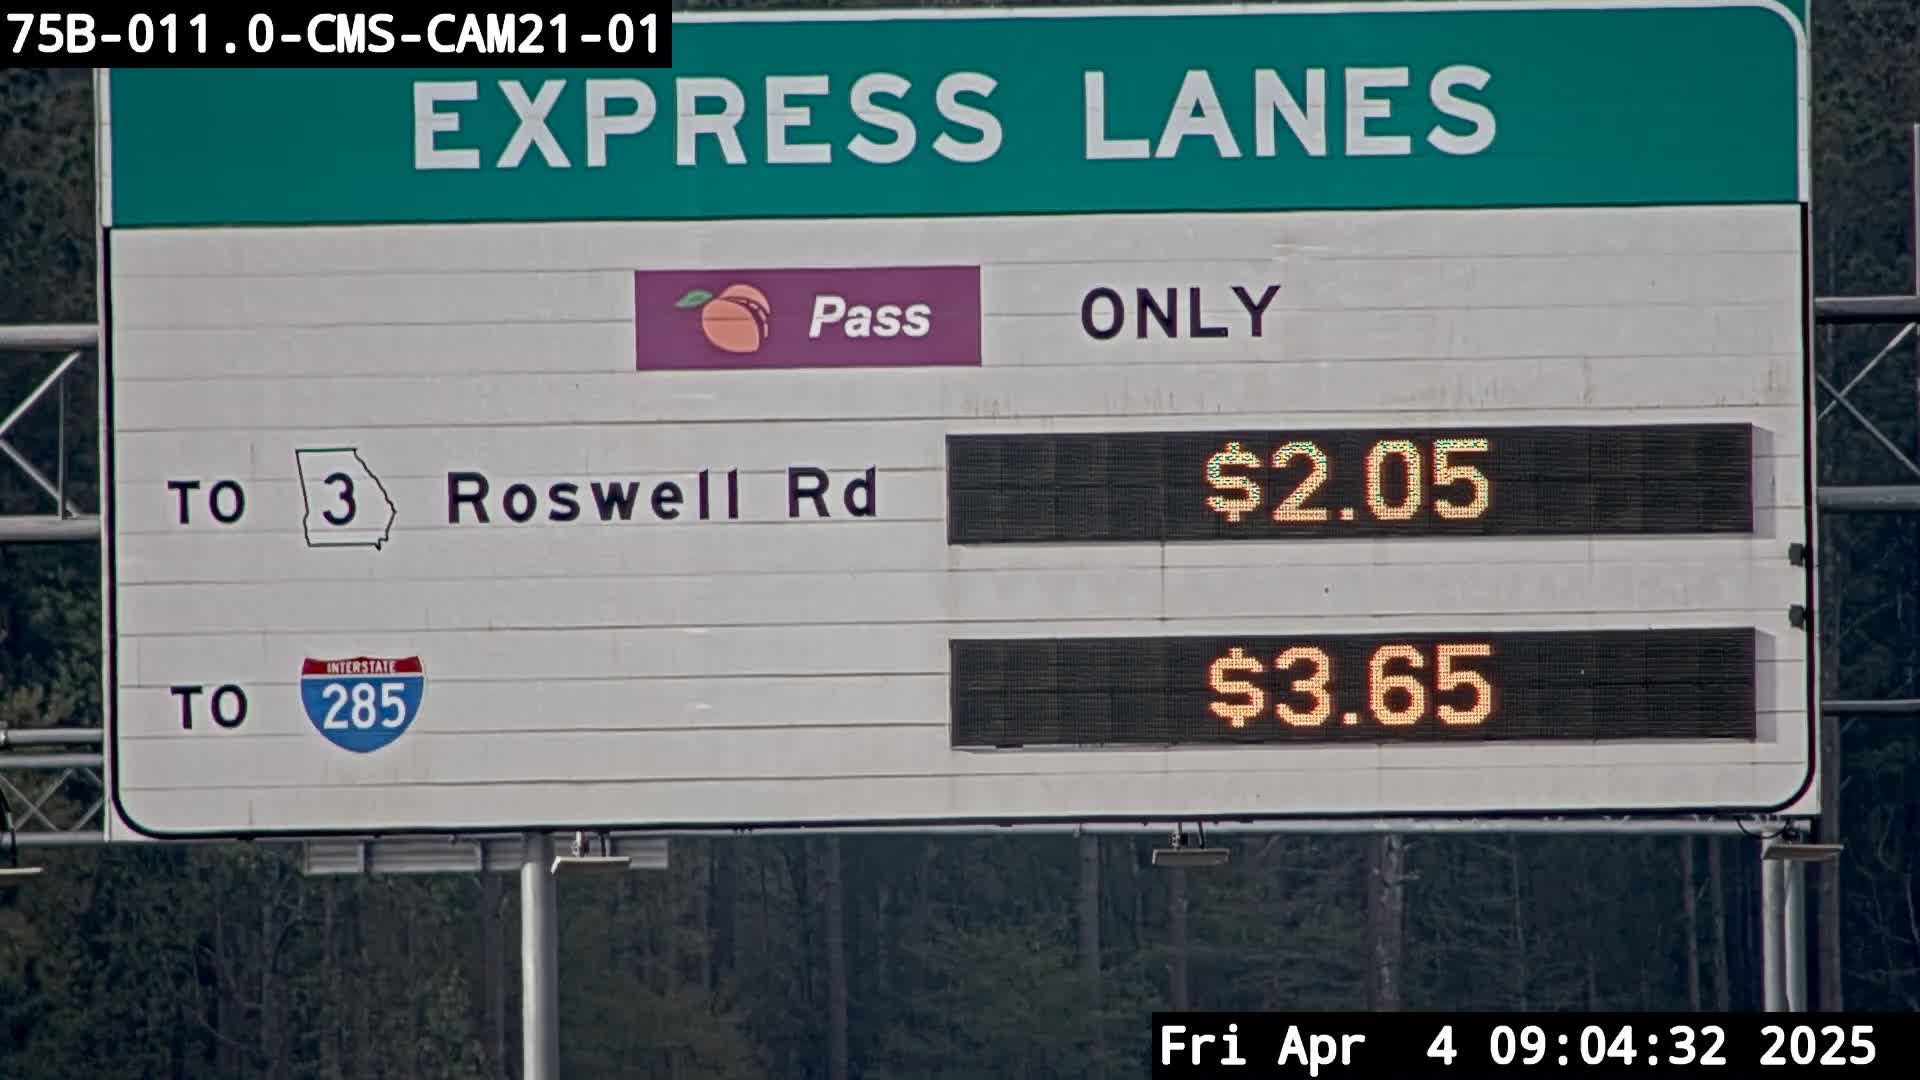 75B-011.0-CMS-CAM21-01
EXPRESS LANES
Pass ONLY
TO 3 Roswell Rd $2.05
TO INTERSTATE 285 $3.65
Fri Apr 4 09:04:32 2025